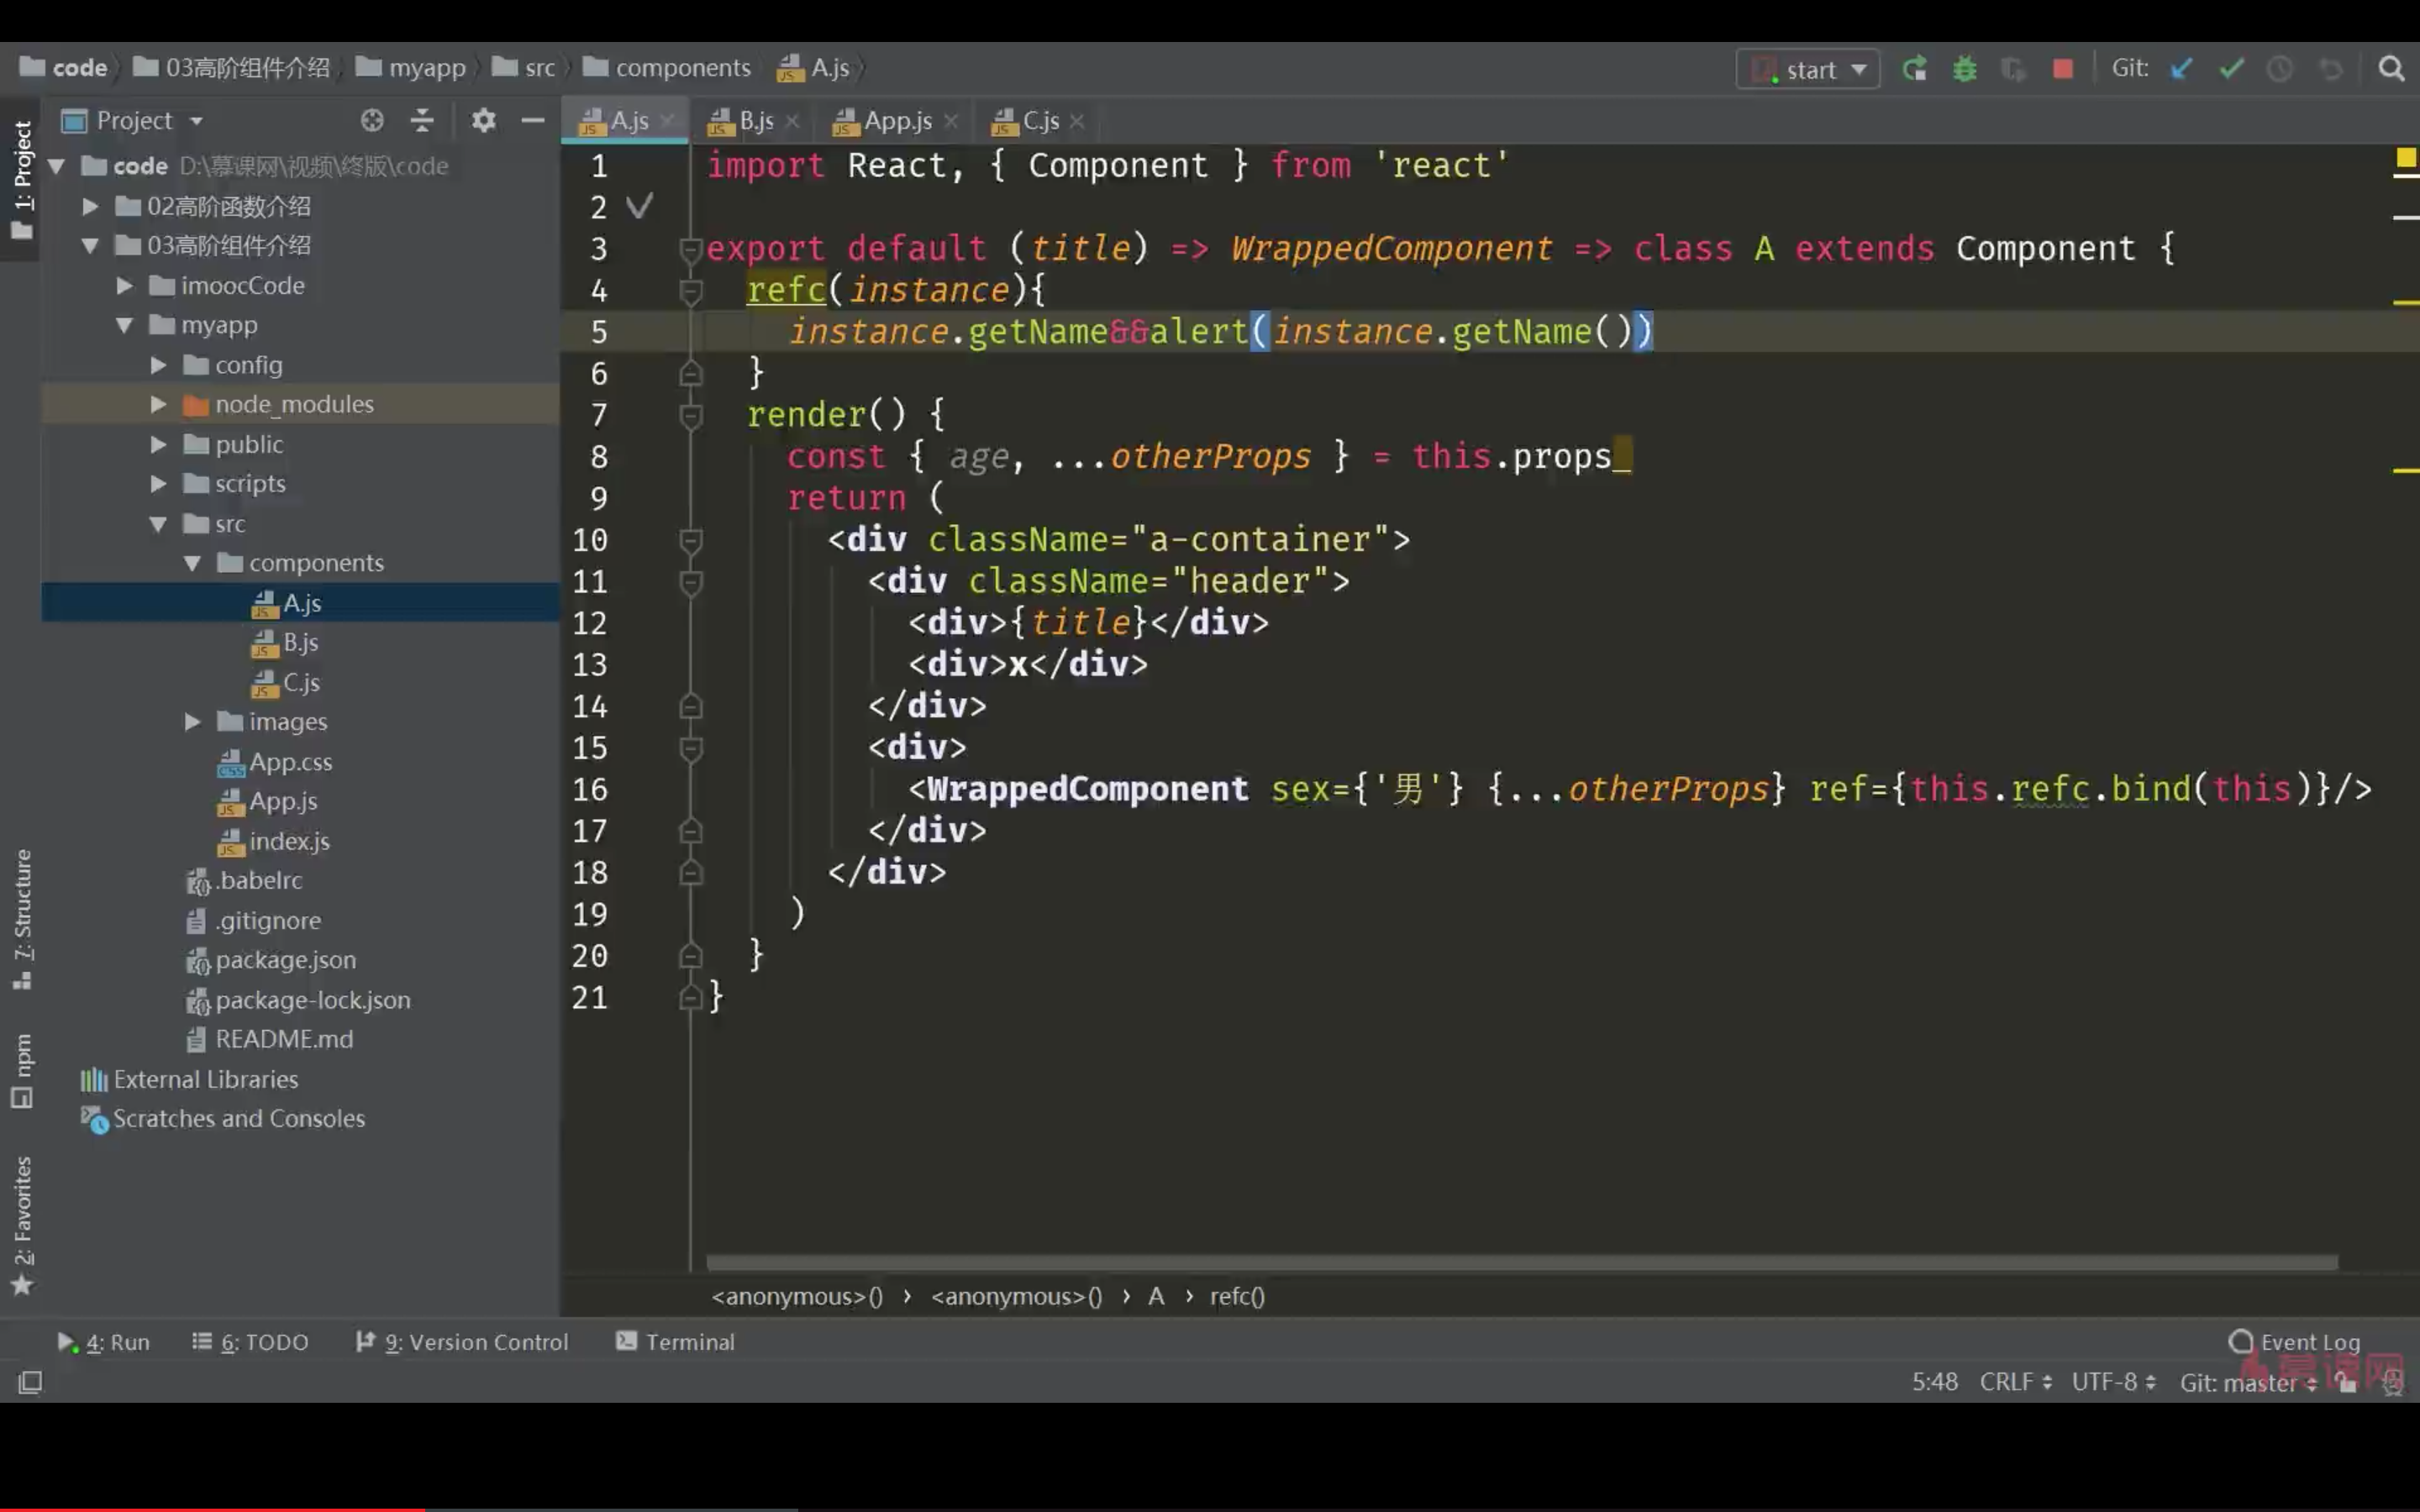 code 03高阶组件介绍 myapp src components A.js
start Git:
1: Project
Project
A.js B.js App.js C.js
code D:\慕课网\视频\终版\code
02高阶函数介绍
03高阶组件介绍
imoocCode
myapp
config
node_modules
public
scripts
src
components
A.js
B.js
C.js
images
App.css
App.js
index.js
.babelrc
.gitignore
package.json
package-lock.json
README.md
External Libraries
Scratches and Consoles
7: Structure
npm
2: Favorites
1 import React, { Component } from 'react'
2
3 export default (title) => WrappedComponent => class A extends Component {
4 refc(instance){
5 instance.getName&&alert(instance.getName())
6 }
7 render() {
8 const { age, ...otherProps } = this.props
9 return (
10 <div className="a-container">
11 <div className="header">
12 <div>{title}</div>
13 <div>x</div>
14 </div>
15 <div>
16 <WrappedComponent sex={'男'} {...otherProps} ref={this.refc.bind(this)}/>
17 </div>
18 </div>
19 )
20 }
21 }
<anonymous>() › <anonymous>() › A › refc()
4: Run 6: TODO 9: Version Control Terminal Event Log
5:48 CRLF UTF-8 Git: master
慕课网